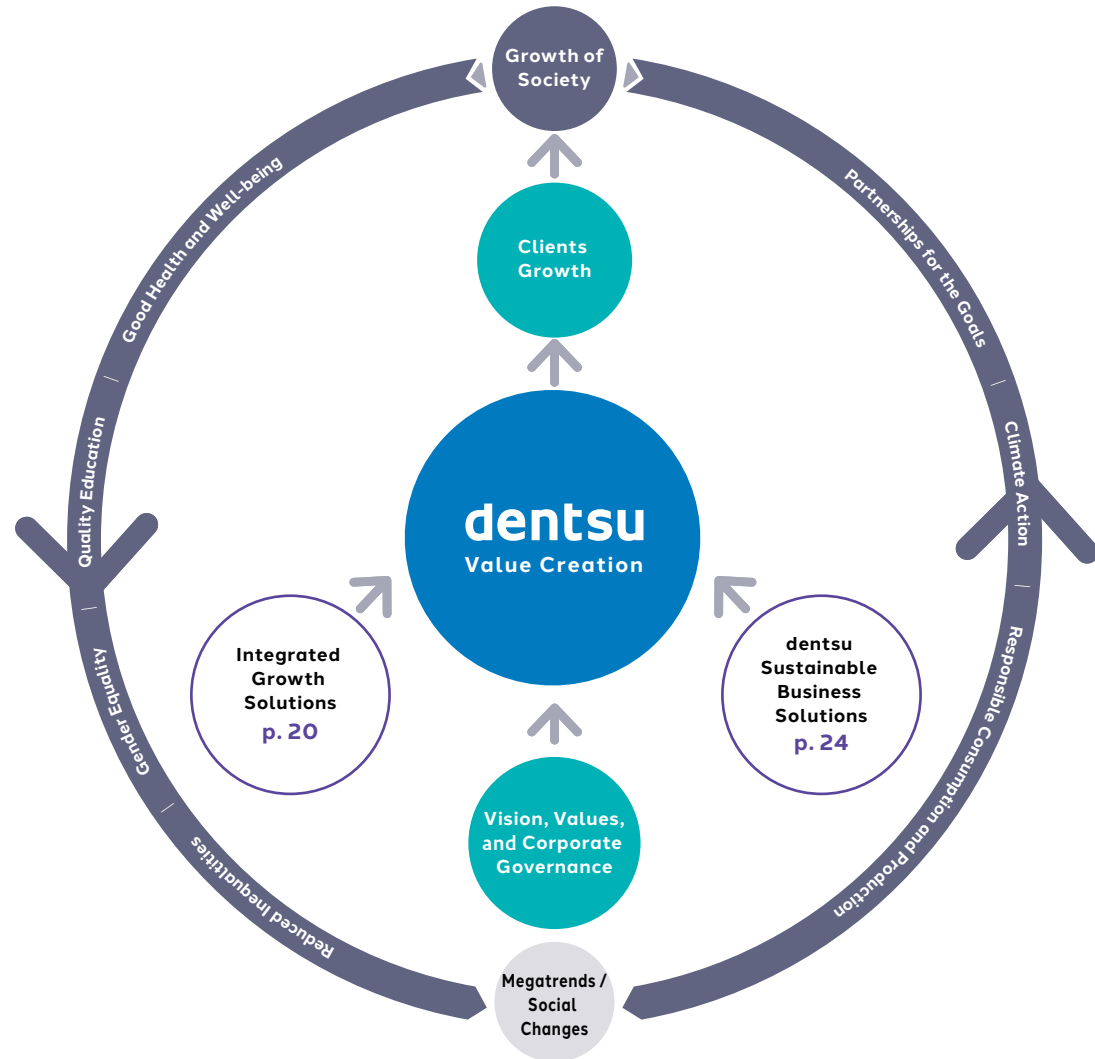 Growth of
Society
Good Health and Well-being
Partnerships for the Goals
Clients
Growth
Quality Education
Climate Action
dentsu
Value Creation
Integrated
Growth
Solutions
p. 20
dentsu
Sustainable
Business
Solutions
p. 24
Gender Equality
Responsible Consumption and Production
Vision, Values,
and Corporate
Governance
Reduced Inequaltities
Megatrends /
Social
Changes